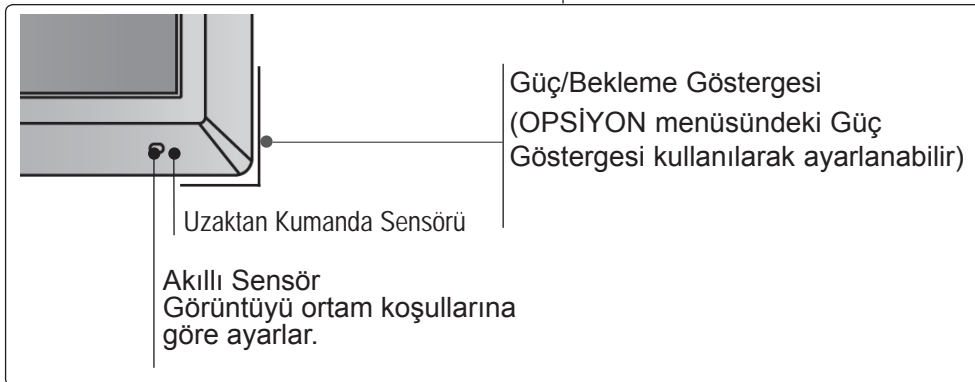 Güç/Bekleme Göstergesi
(OPSİYON menüsündeki Güç
Göstergesi kullanılarak ayarlanabilir)
Uzaktan Kumanda Sensörü
Akıllı Sensör
Görüntüyü ortam koşullarına
göre ayarlar.